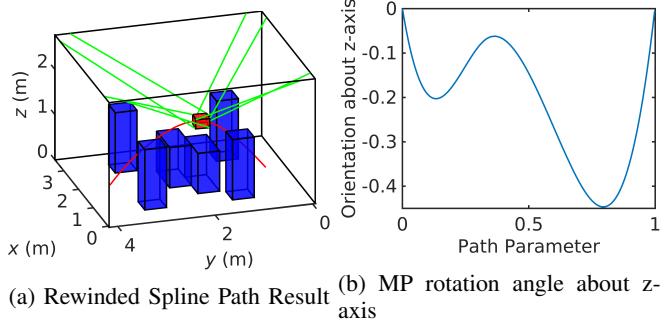 2
1
0
z (m)
3
2
1
0
x (m)
4
2
0
y (m)
(a) Rewinded Spline Path Result
0
-0.1
-0.2
-0.3
-0.4
Orientation about z-axis
0
0.5
1
Path Parameter
(b) MP rotation angle about z-
axis